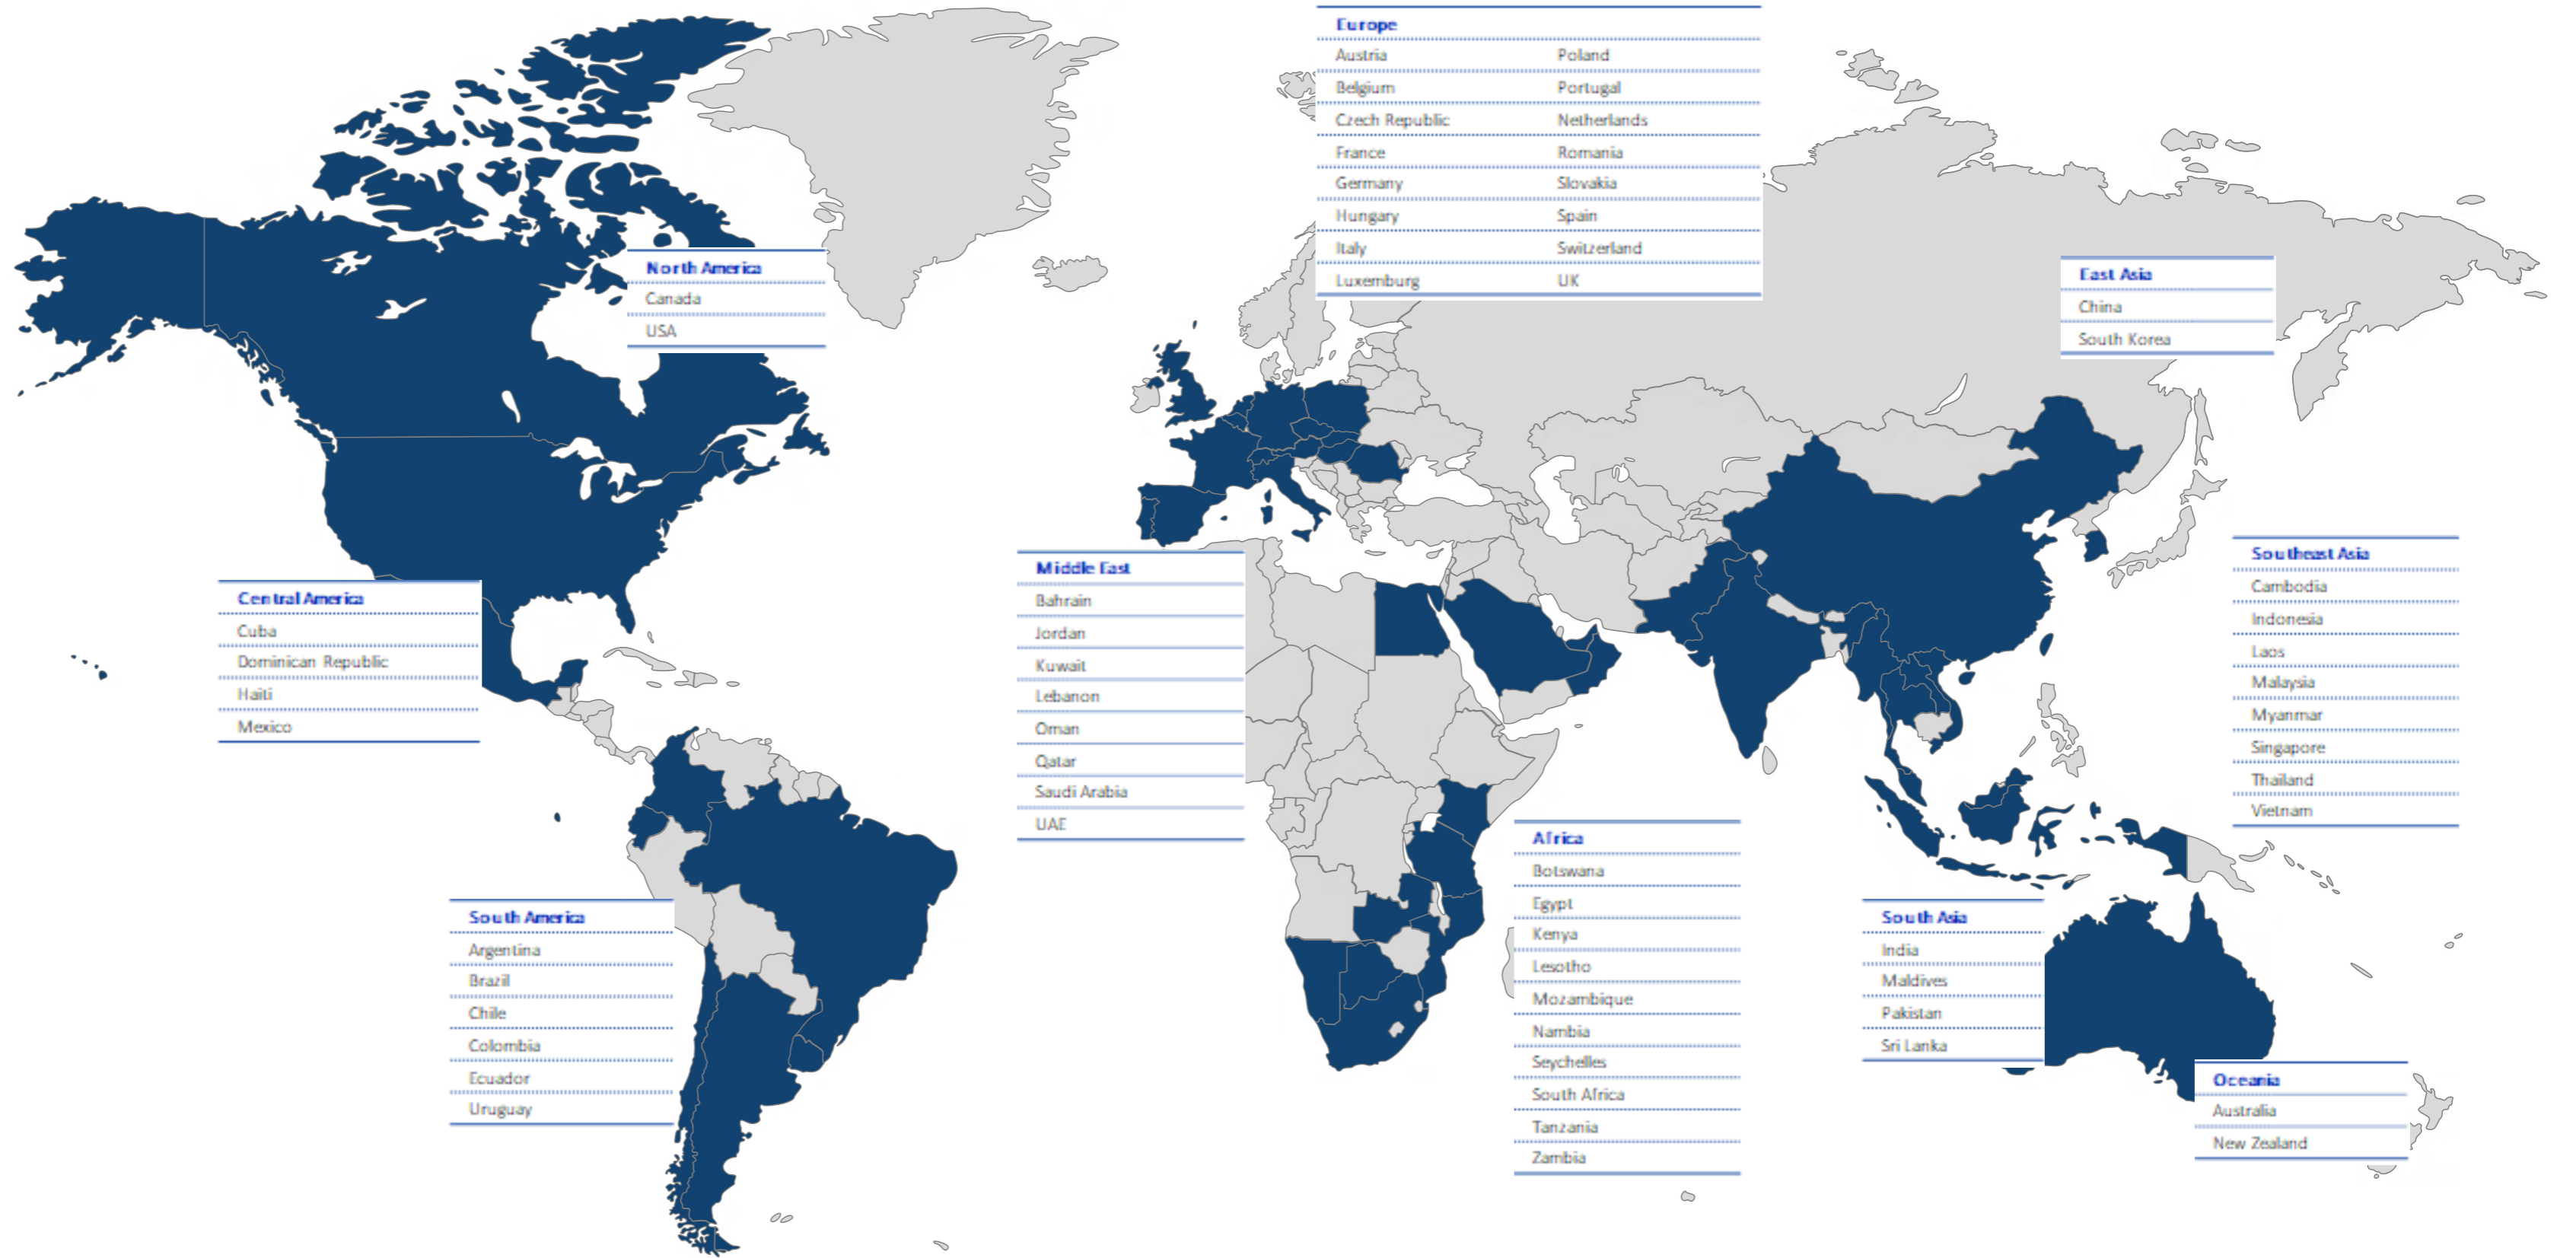 Europe
Austria Poland
Belgium Portugal
Czech Republic Netherlands
France Romania
Germany Slovakia
Hungary Spain
Italy Switzerland
Luxemburg UK
North America
Canada
USA
East Asia
China
South Korea
Central America
Cuba
Dominican Republic
Haiti
Mexico
Middle East
Bahrain
Jordan
Kuwait
Lebanon
Oman
Qatar
Saudi Arabia
UAE
Southeast Asia
Cambodia
Indonesia
Laos
Malaysia
Myanmar
Singapore
Thailand
Vietnam
South America
Argentina
Brazil
Chile
Colombia
Ecuador
Uruguay
Africa
Botswana
Egypt
Kenya
Lesotho
Mozambique
Nambia
Seychelles
South Africa
Tanzania
Zambia
South Asia
India
Maldives
Pakistan
Sri Lanka
Oceania
Australia
New Zealand